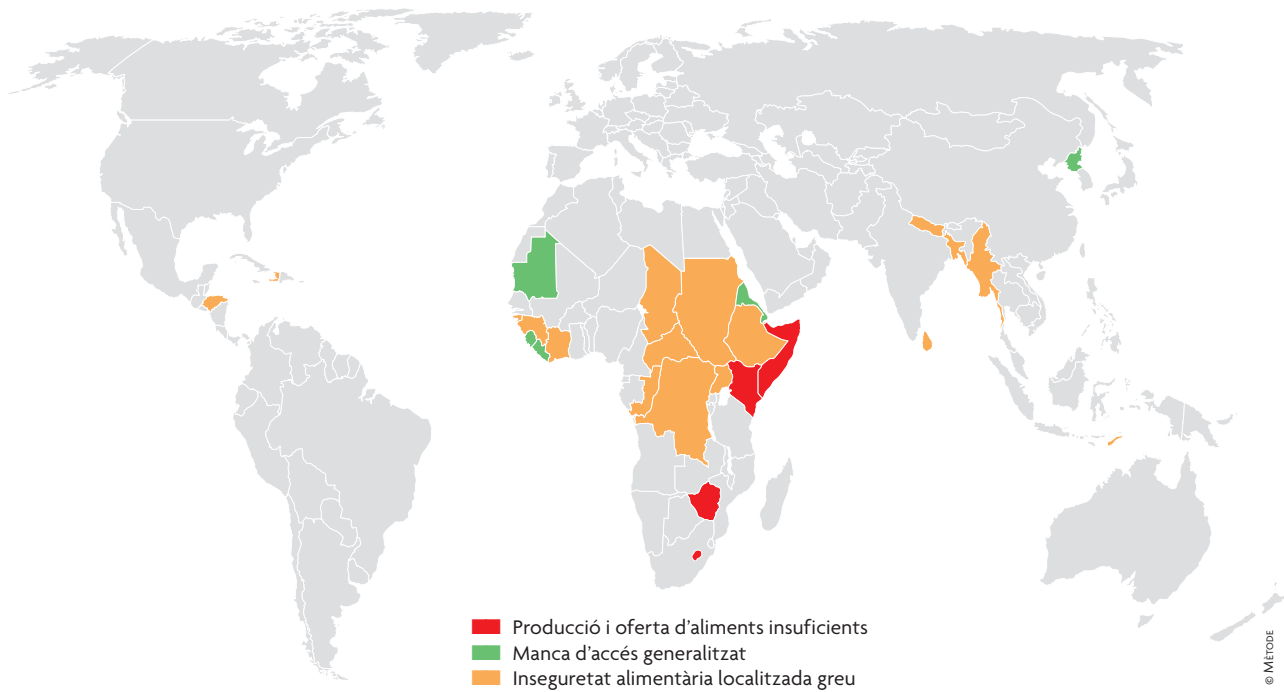 Producció i oferta d'aliments insuficients
Manca d'accés generalitzat
Inseguretat alimentària localitzada greu
© Mètode